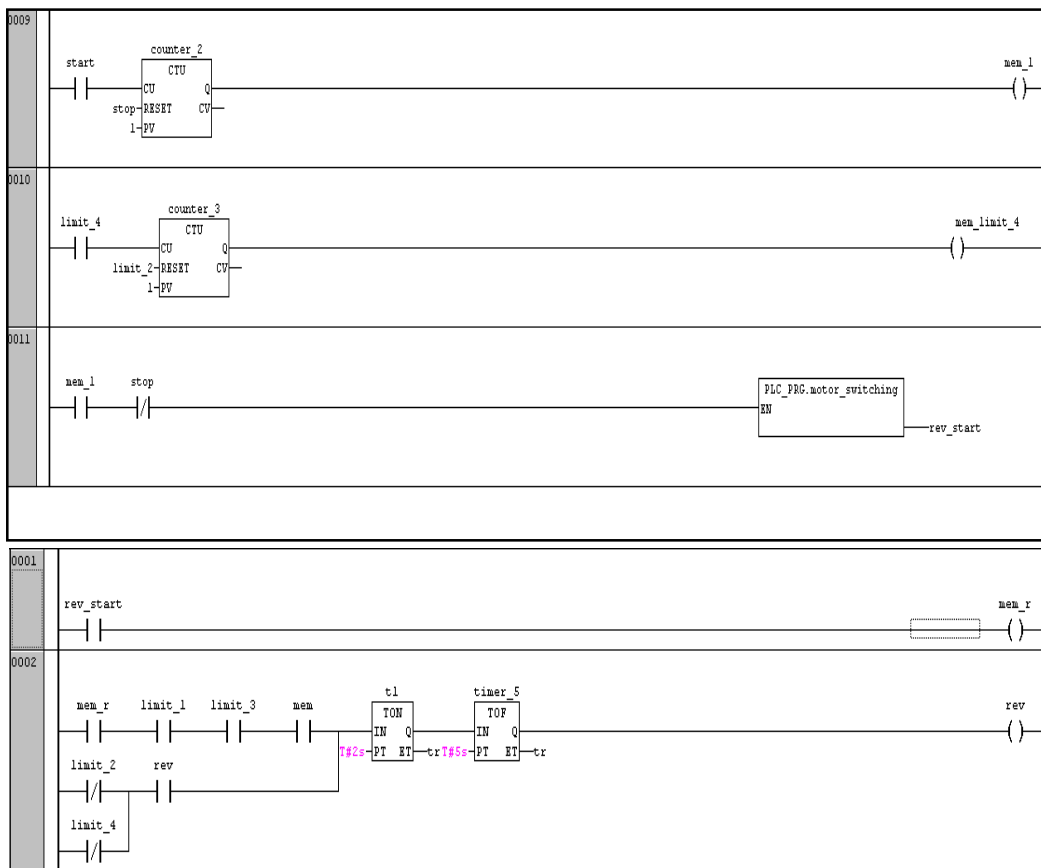 0009
counter_2
start
mem_1
CTU
CU Q
stop RESET CV
1 PV
0010
counter_3
limit_4
mem_limit_4
CTU
CU Q
limit_2 RESET CV
1 PV
0011
mem_1 stop
PLC_PRG.motor_switching
EN
rev_start
0001
rev_start
mem_r
0002
t1 timer_5
mem_r limit_1 limit_3 mem
rev
TON TOF
IN Q IN Q
T#2s PT ET tr T#5s PT ET tr
limit_2 rev
limit_4